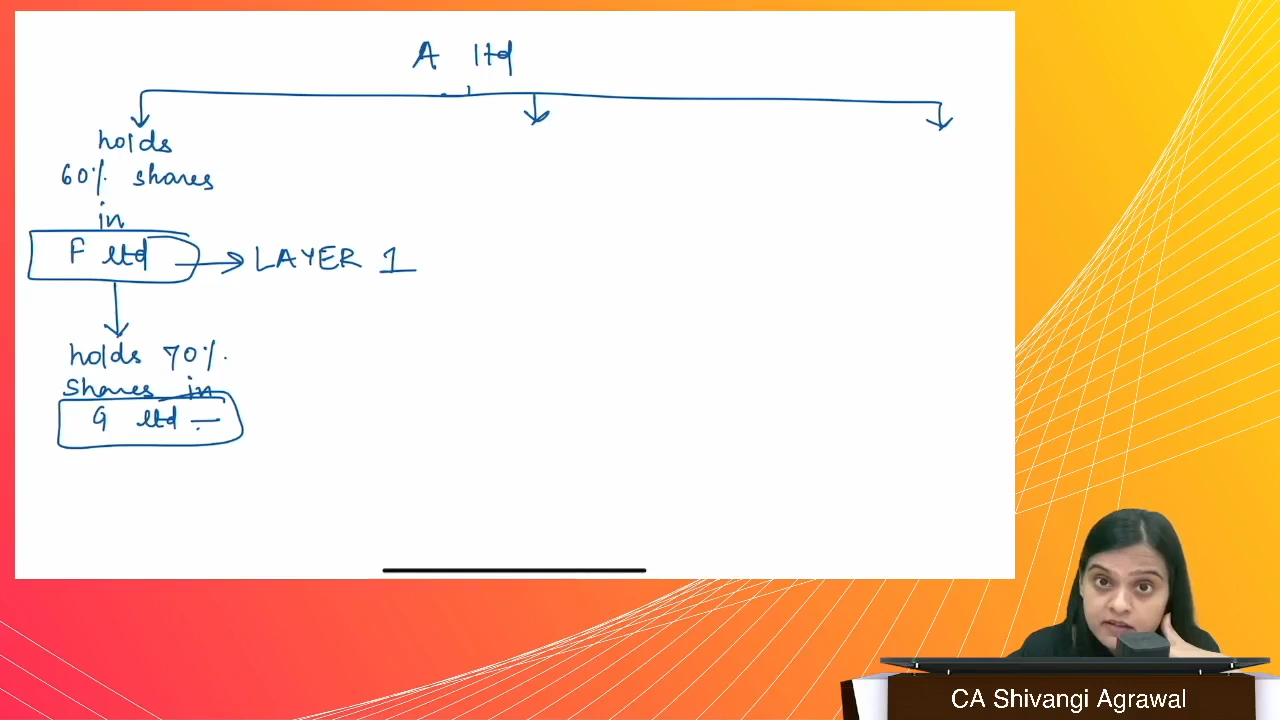 A ltd
holds
60% shares
in
F ltd → LAYER 1
holds 70%
shares in
G ltd
CA Shivangi Agrawal